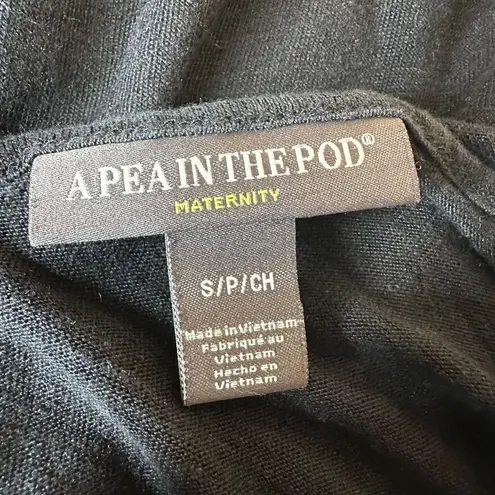 A PEA IN THE POD®
MATERNITY
S/P/CH
Made in Vietnam
Fabriqué au
Vietnam
Hecho en
Vietnam